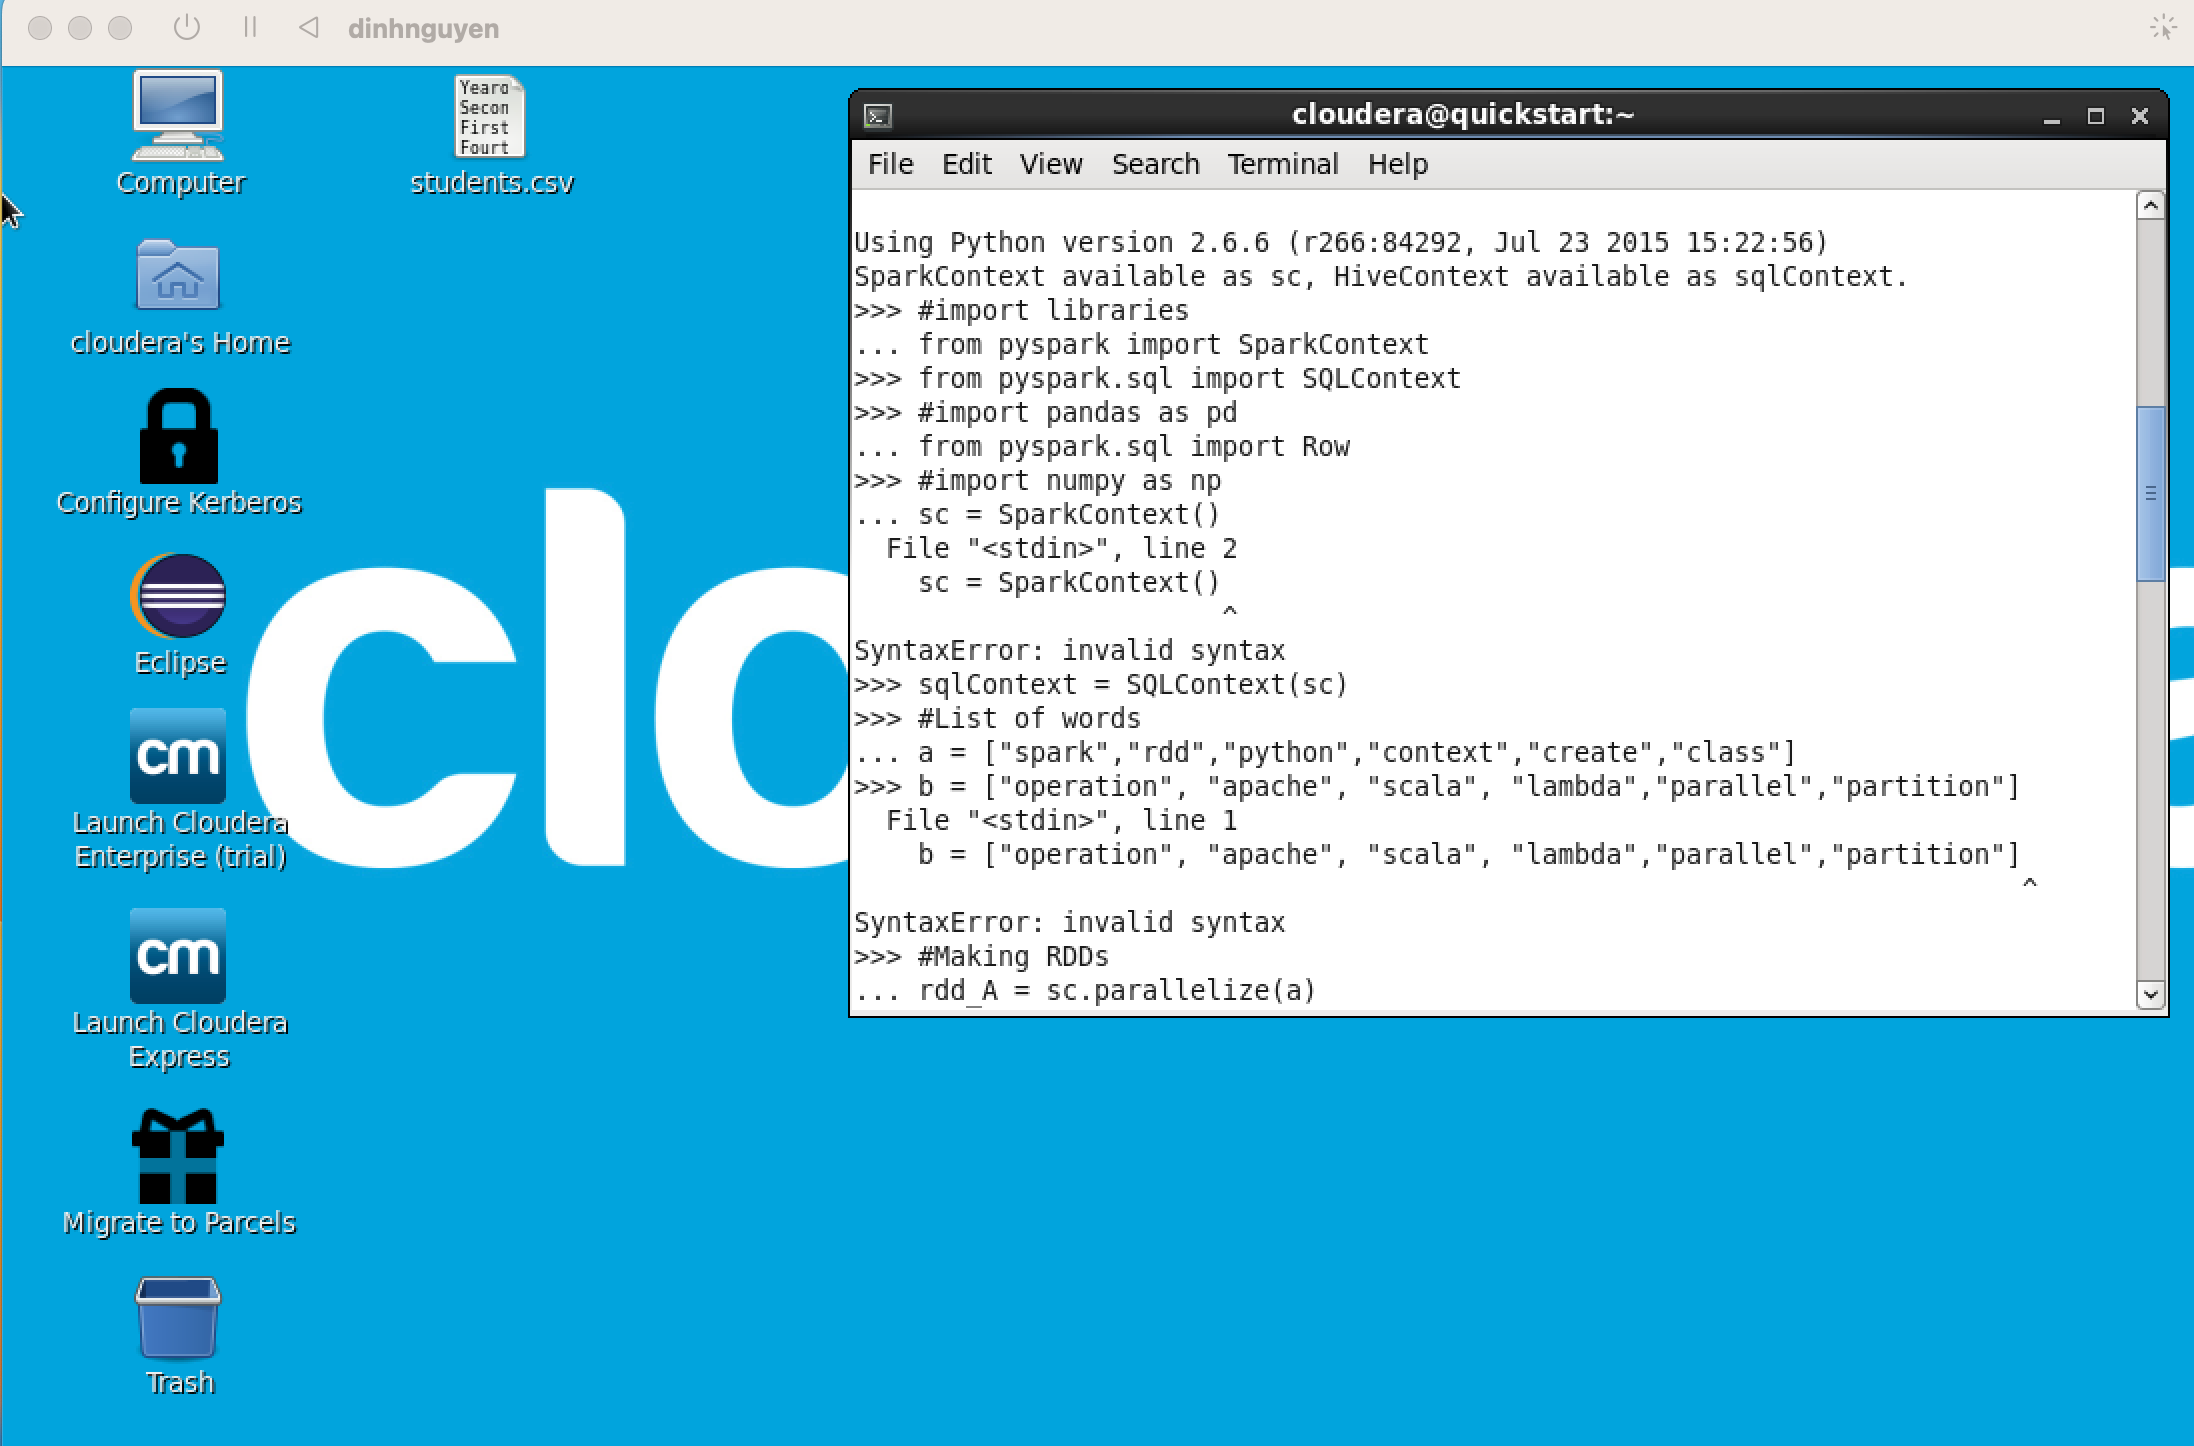 dinhnguyen
Computer
Yearo
Secon
First
Fourt
students.csv
cloudera's Home
Configure Kerberos
Eclipse
cm
Launch Cloudera
Enterprise (trial)
cm
Launch Cloudera
Express
Migrate to Parcels
Trash
clo
cloudera@quickstart:~
File Edit View Search Terminal Help
Using Python version 2.6.6 (r266:84292, Jul 23 2015 15:22:56)
SparkContext available as sc, HiveContext available as sqlContext.
>>> #import libraries
... from pyspark import SparkContext
>>> from pyspark.sql import SQLContext
>>> #import pandas as pd
... from pyspark.sql import Row
>>> #import numpy as np
... sc = SparkContext()
  File "<stdin>", line 2
    sc = SparkContext()
                       ^
SyntaxError: invalid syntax
>>> sqlContext = SQLContext(sc)
>>> #List of words
... a = ["spark","rdd","python","context","create","class"]
>>> b = ["operation", "apache", "scala", "lambda","parallel","partition"]
  File "<stdin>", line 1
    b = ["operation", "apache", "scala", "lambda","parallel","partition"]
                                                                         ^
SyntaxError: invalid syntax
>>> #Making RDDs
... rdd_A = sc.parallelize(a)